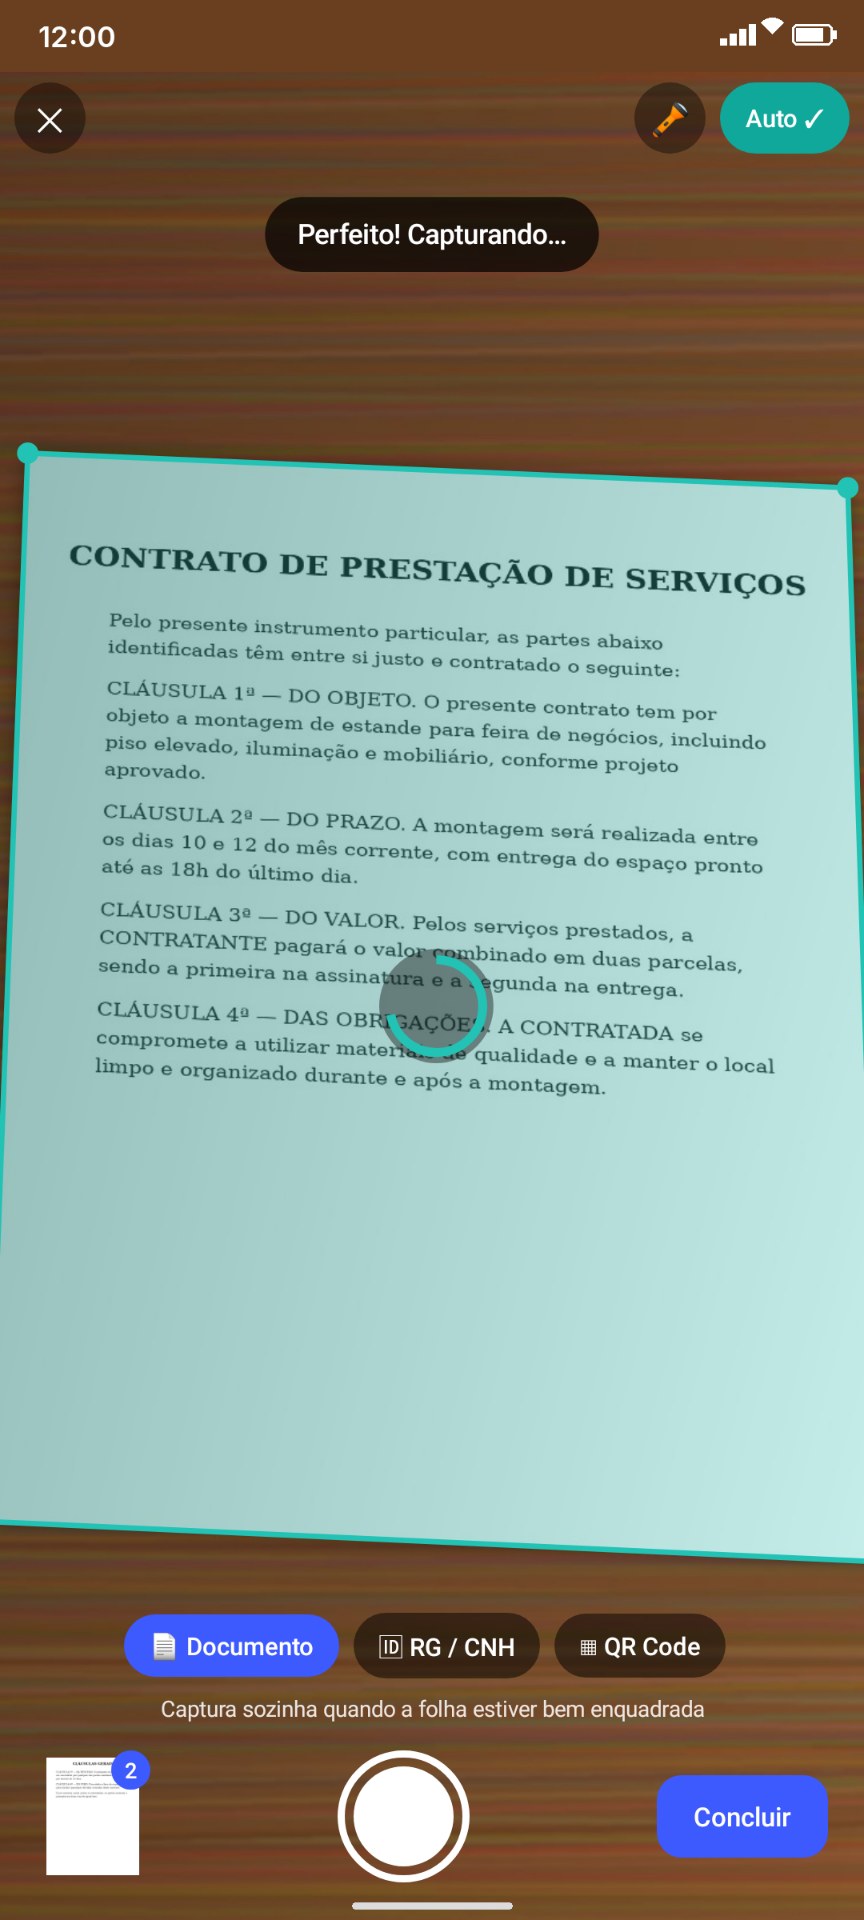 12:00
Auto ✓
Perfeito! Capturando...
CONTRATO DE PRESTAÇÃO DE SERVIÇOS
Pelo presente instrumento particular, as partes abaixo
identificadas têm entre si justo e contratado o seguinte:
CLÁUSULA 1ª — DO OBJETO. O presente contrato tem por
objeto a montagem de estande para feira de negócios, incluindo
piso elevado, iluminação e mobiliário, conforme projeto
aprovado.
CLÁUSULA 2ª — DO PRAZO. A montagem será realizada entre
os dias 10 e 12 do mês corrente, com entrega do espaço pronto
até as 18h do último dia.
CLÁUSULA 3ª — DO VALOR. Pelos serviços prestados, a
CONTRATANTE pagará o valor combinado em duas parcelas,
sendo a primeira na assinatura e a segunda na entrega.
CLÁUSULA 4ª — DAS OBRIGAÇÕES. A CONTRATADA se
compromete a utilizar materiais de qualidade e a manter o local
limpo e organizado durante e após a montagem.
Documento
ID RG / CNH
QR Code
Captura sozinha quando a folha estiver bem enquadrada
2
Concluir